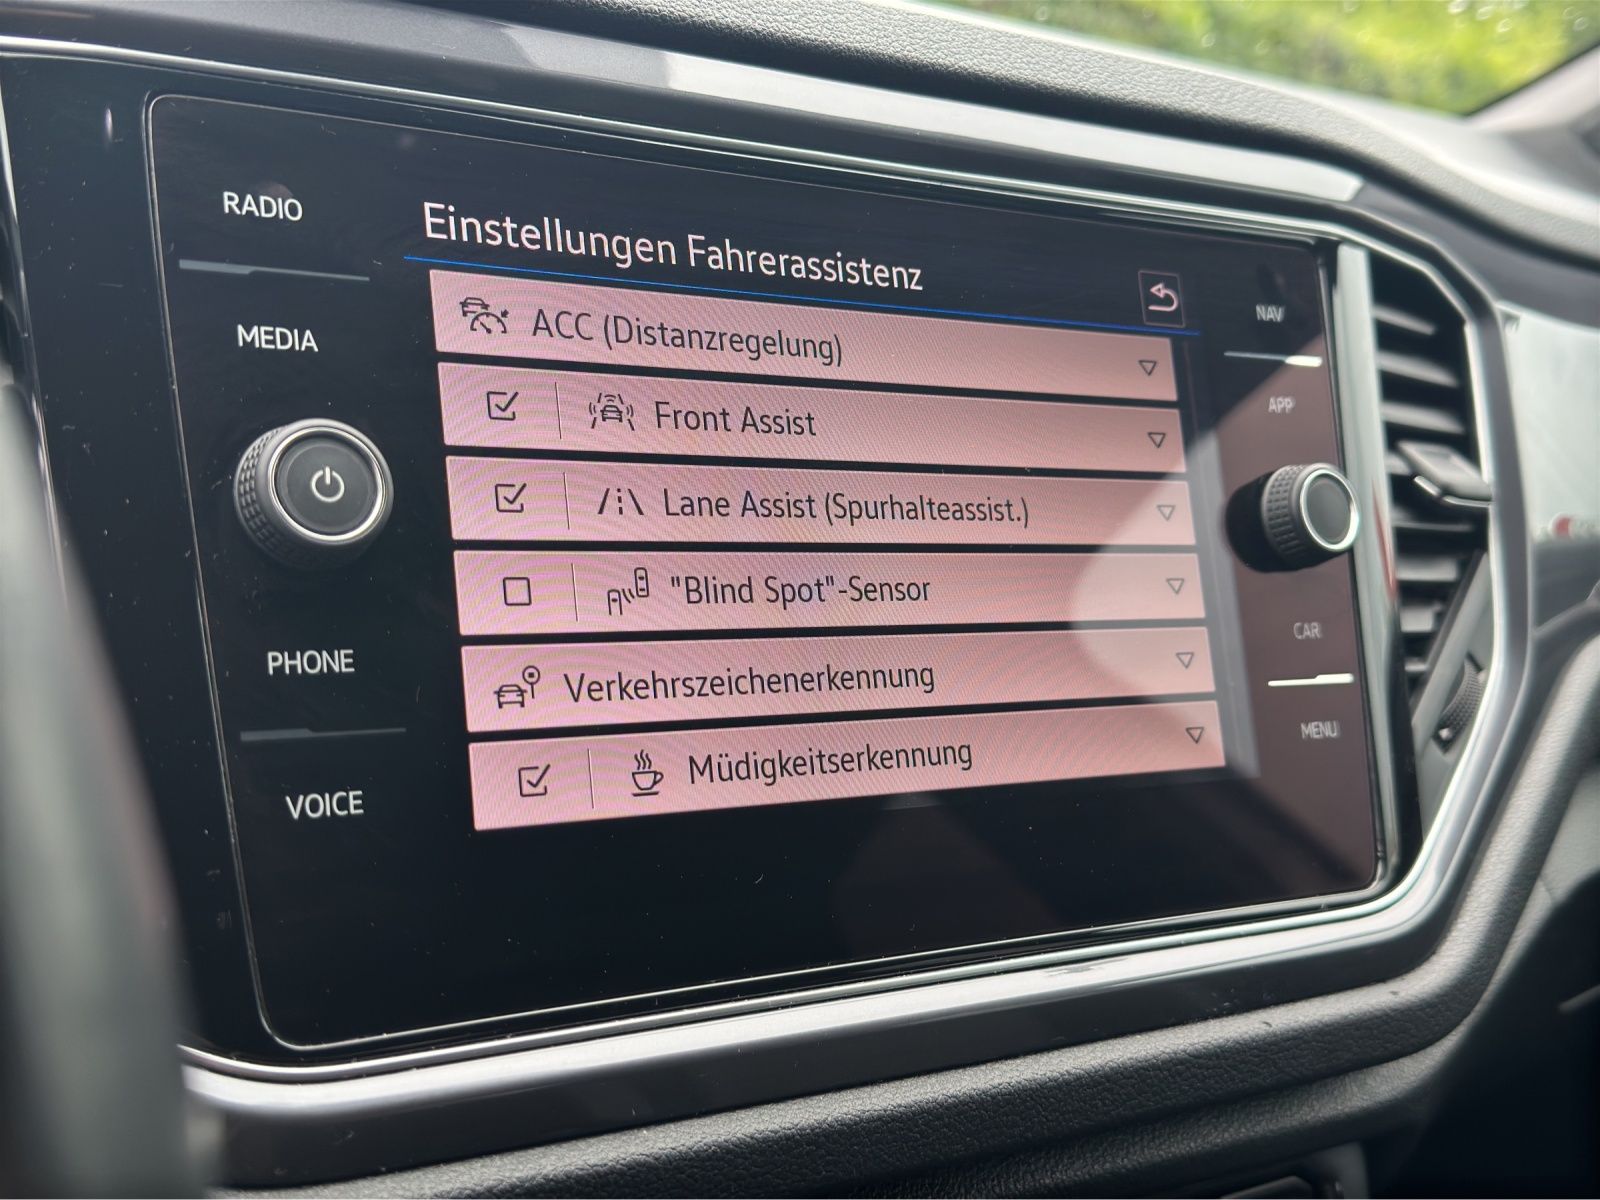 RADIO
MEDIA
PHONE
VOICE
Einstellungen Fahrerassistenz
ACC (Distanzregelung)
Front Assist
Lane Assist (Spurhalteassist.)
"Blind Spot"-Sensor
Verkehrszeichenerkennung
Müdigkeitserkennung
NAV
APP
CAR
MENU